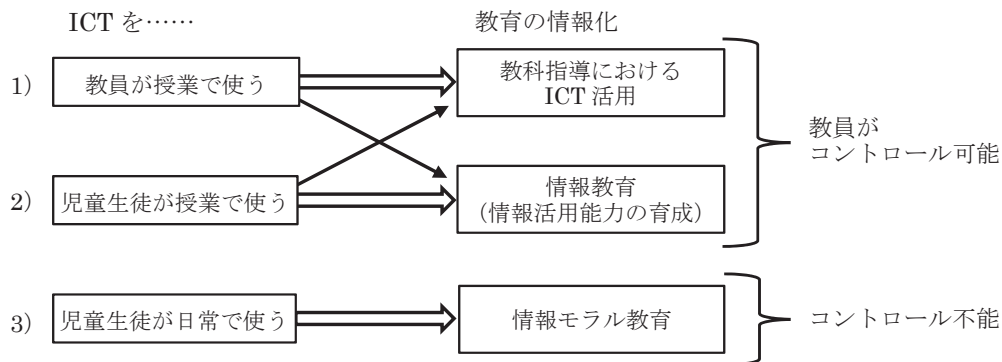 ICT を…… 教育の情報化
1) 教員が授業で使う
教科指導における
ICT 活用
2) 児童生徒が授業で使う
情報教育
（情報活用能力の育成）
教員が
コントロール可能
3) 児童生徒が日常で使う
情報モラル教育
コントロール不能